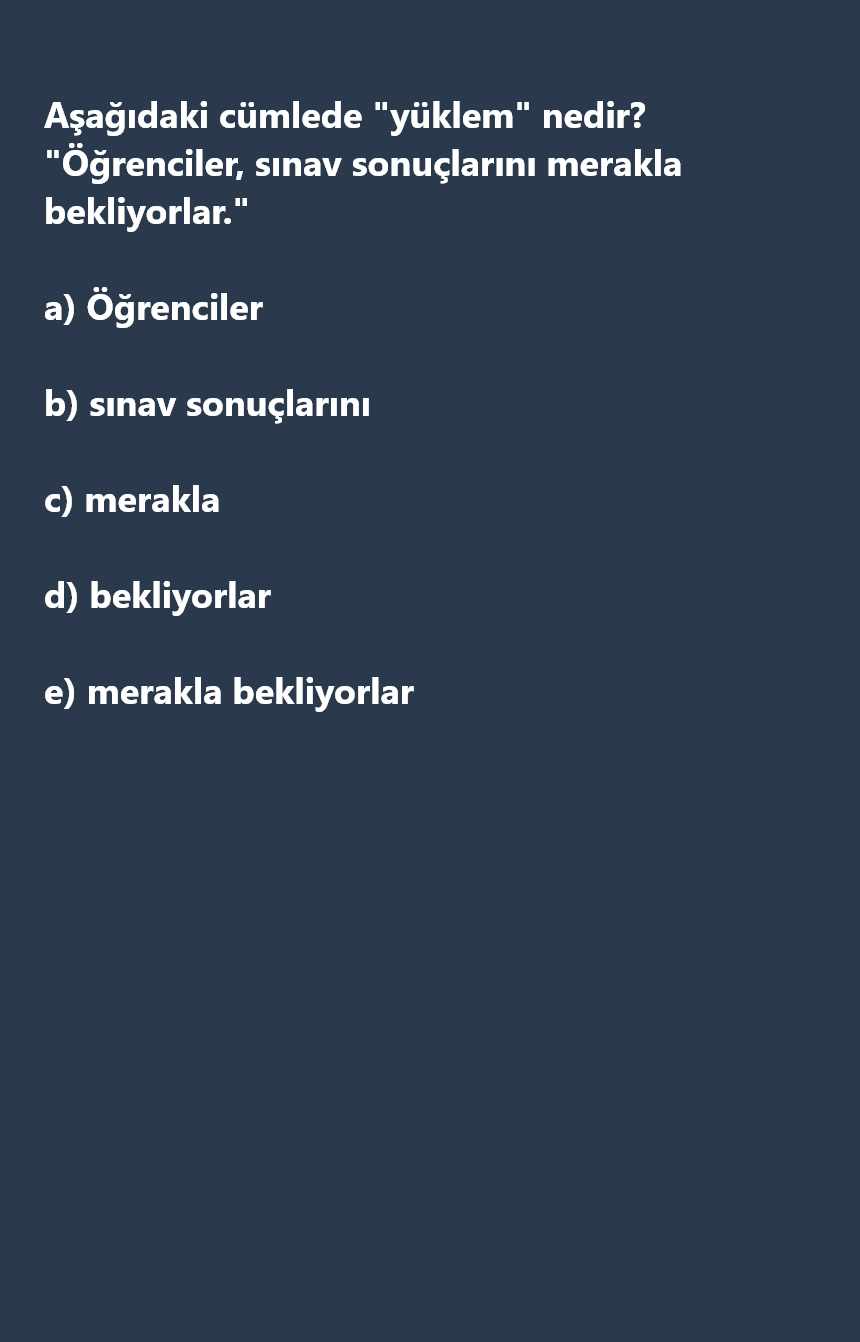 Aşağıdaki cümlede "yüklem" nedir?
"Öğrenciler, sınav sonuçlarını merakla
bekliyorlar."
a) Öğrenciler
b) sınav sonuçlarını
c) merakla
d) bekliyorlar
e) merakla bekliyorlar